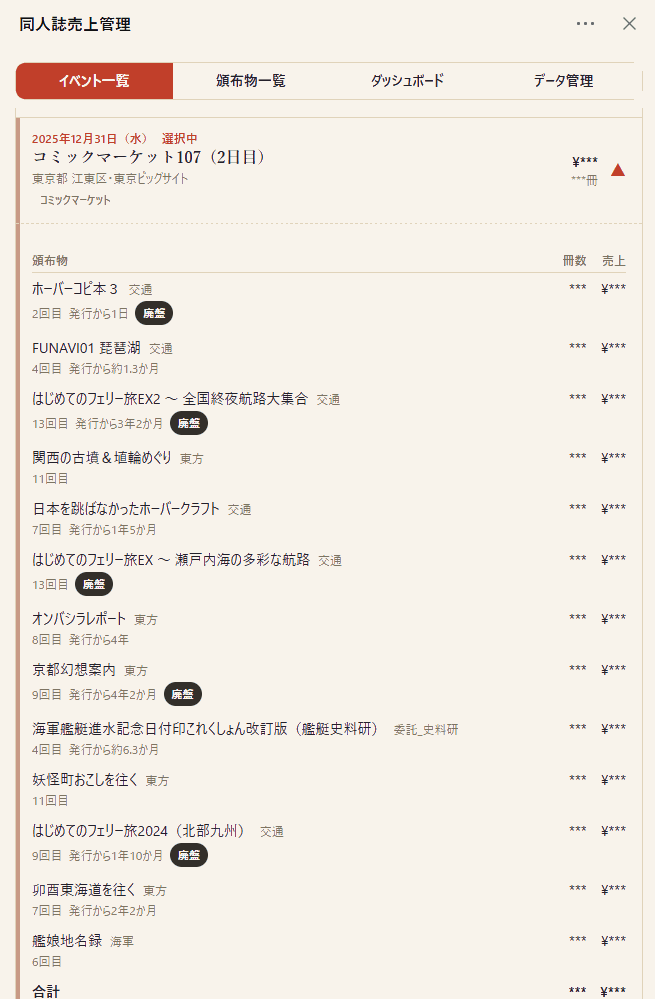 同人誌売上管理
イベント一覧 頒布物一覧 ダッシュボード データ管理
2025年12月31日（水） 選択中
コミックマーケット107（2日目）
東京都 江東区・東京ビッグサイト
コミックマーケット
¥***
***冊
頒布物 冊数 売上
ホーバーコピ本 3 交通 *** ¥***
2回目 発行から1日 廃盤
FUNAVI01 琵琶湖 交通 *** ¥***
4回目 発行から約1.3か月
はじめてのフェリー旅EX2 ～ 全国終夜航路大集合 交通 *** ¥***
13回目 発行から3年2か月 廃盤
関西の古墳＆埴輪めぐり 東方 *** ¥***
11回目
日本を跳ばなかったホーバークラフト 交通 *** ¥***
7回目 発行から1年5か月
はじめてのフェリー旅EX ～ 瀬戸内海の多彩な航路 交通 *** ¥***
13回目 廃盤
オンバシラレポート 東方 *** ¥***
8回目 発行から4年
京都幻想案内 東方 *** ¥***
9回目 発行から4年2か月 廃盤
海軍艦艇進水記念日付印これくしょん改訂版（艦艇史料研） 委託_史料研 *** ¥***
4回目 発行から約6.3か月
妖怪町おこしを往く 東方 *** ¥***
11回目
はじめてのフェリー旅2024（北部九州） 交通 *** ¥***
9回目 発行から1年10か月 廃盤
卯酉東海道を往く 東方 *** ¥***
7回目 発行から2年2か月
艦娘地名録 海軍 *** ¥***
6回目
合計 *** ¥***